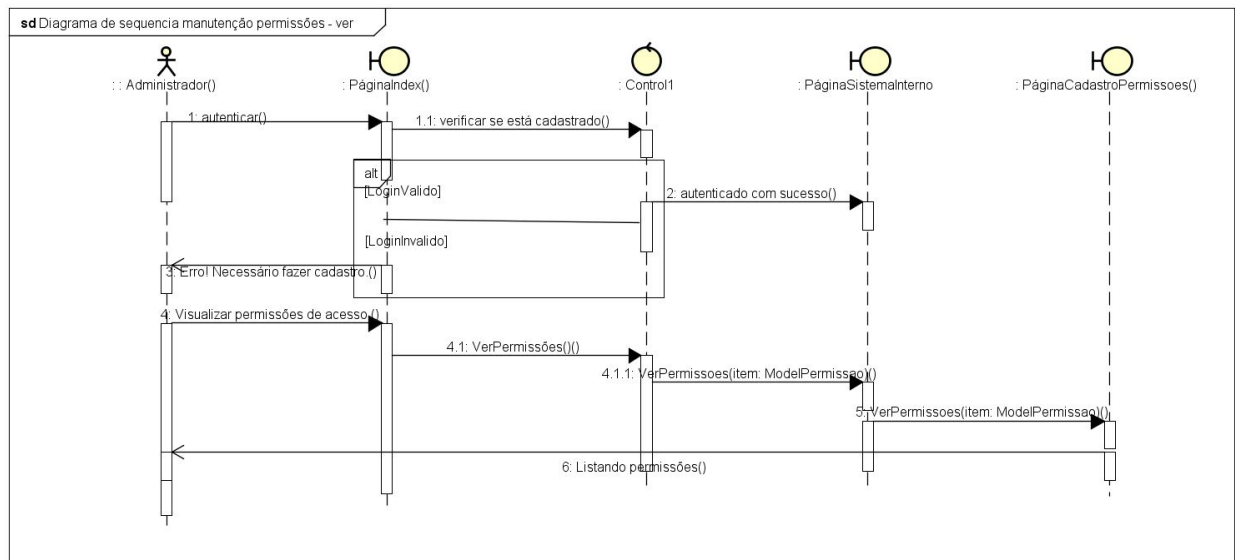 sd Diagrama de sequencia manutenção permissões - ver
: : Administrador()
: PáginaIndex()
: Control1
: PáginaSistemaInterno
: PáginaCadastroPermissoes()
1: autenticar()
1.1: verificar se está cadastrado()
alt
[LoginValido]
2: autenticado com sucesso()
[LoginInvalido]
3: Erro! Necessário fazer cadastro.()
4: Visualizar permissões de acesso.()
4.1: VerPermissões()()
4.1.1: VerPermissoes(item: ModelPermissao)()
5: VerPermissoes(item: ModelPermissao)()
6: Listando permissões()